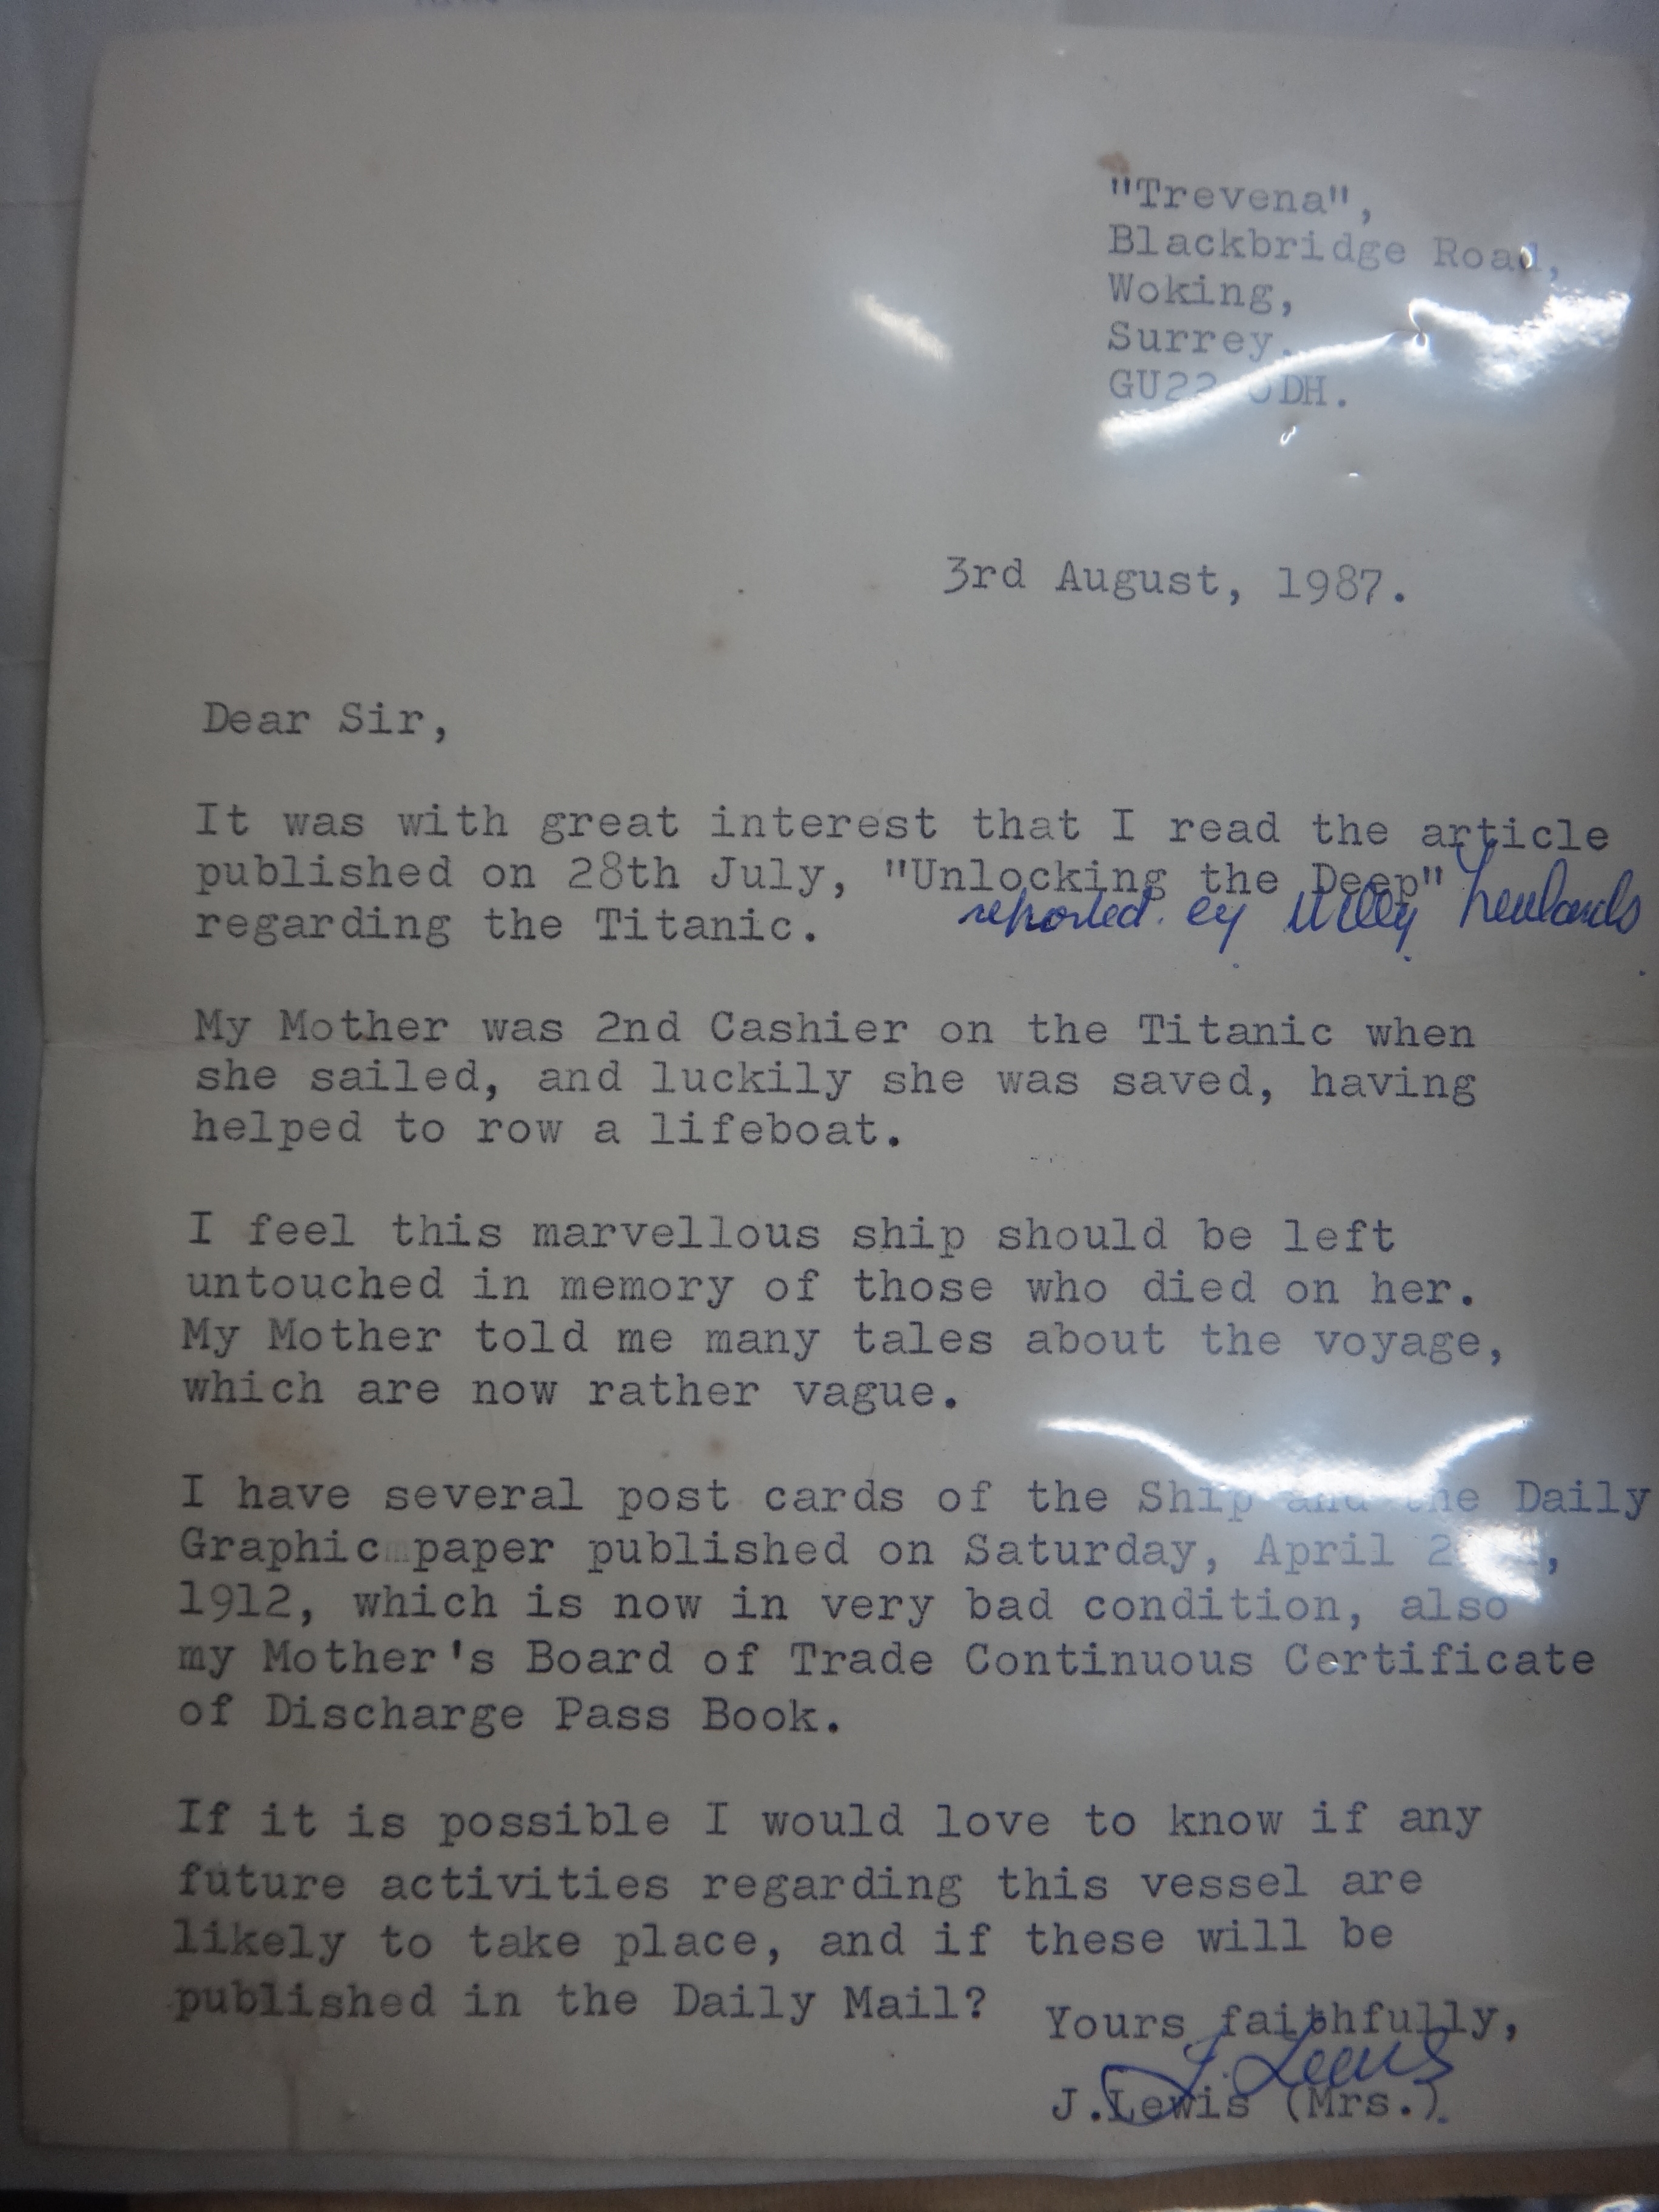 "Trevena",
Blackbridge Road,
Woking,
Surrey.
GU22 0DH.
3rd August, 1987.
Dear Sir,
It was with great interest that I read the article
published on 28th July, "Unlocking the Deep"
regarding the Titanic. reported by Willy Newlands
My Mother was 2nd Cashier on the Titanic when
she sailed, and luckily she was saved, having
helped to row a lifeboat.
I feel this marvellous ship should be left
untouched in memory of those who died on her.
My Mother told me many tales about the voyage,
which are now rather vague.
I have several post cards of the Ship and the Daily
Graphic paper published on Saturday, April
1912, which is now in very bad condition, also
my Mother's Board of Trade Continuous Certificate
of Discharge Pass Book.
If it is possible I would love to know if any
future activities regarding this vessel are
likely to take place, and if these will be
published in the Daily Mail?
Yours faithfully,
J. Lewis
J.Lewis (Mrs.)